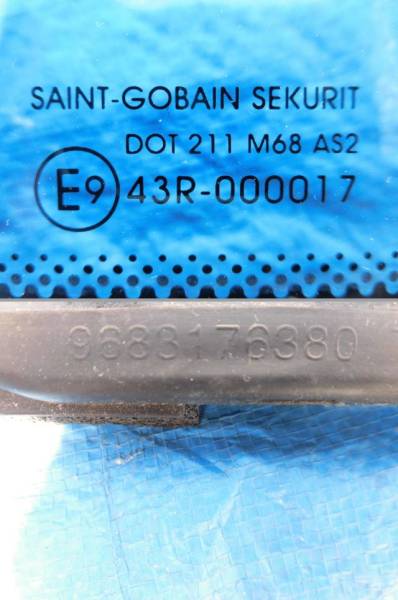 SAINT-GOBAIN SEKURIT
DOT 211 M68 AS2
E9 43R-000017
9683176380